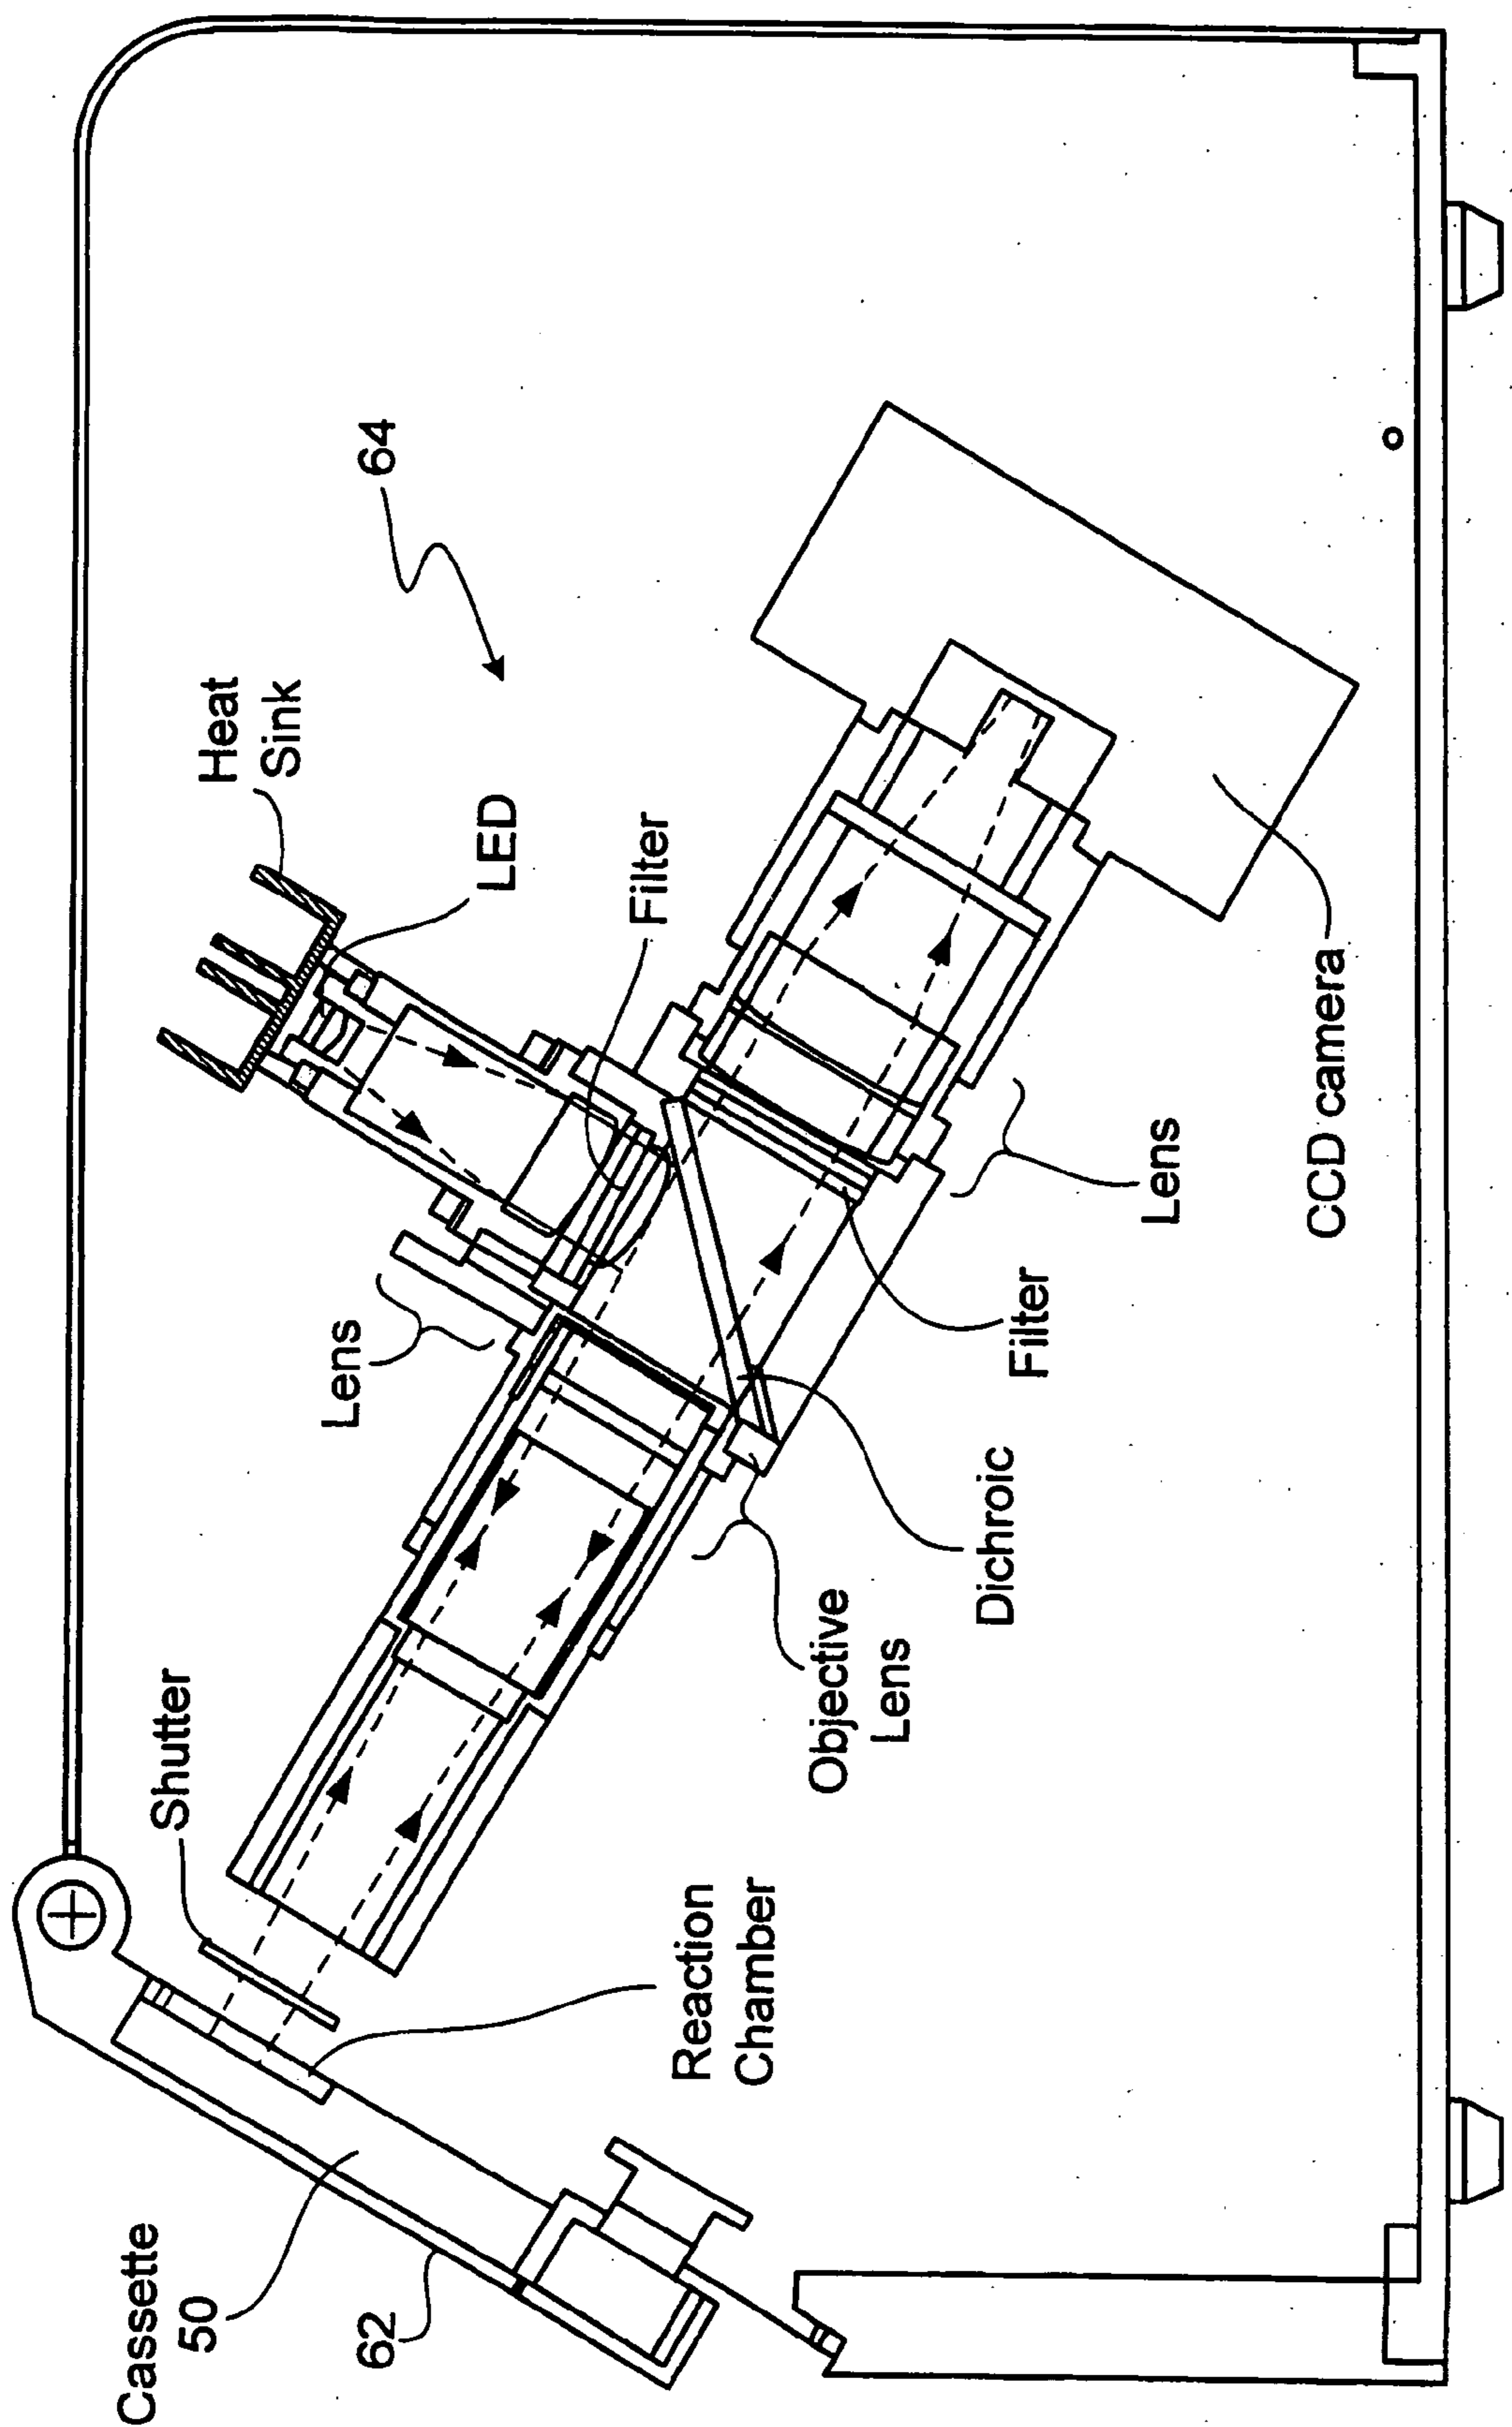 Cassette
50
62
Shutter
Reaction
Chamber
Objective
Lens
Lens
Dichroic
Filter
Lens
Filter
LED
Heat
Sink
64
CCD camera